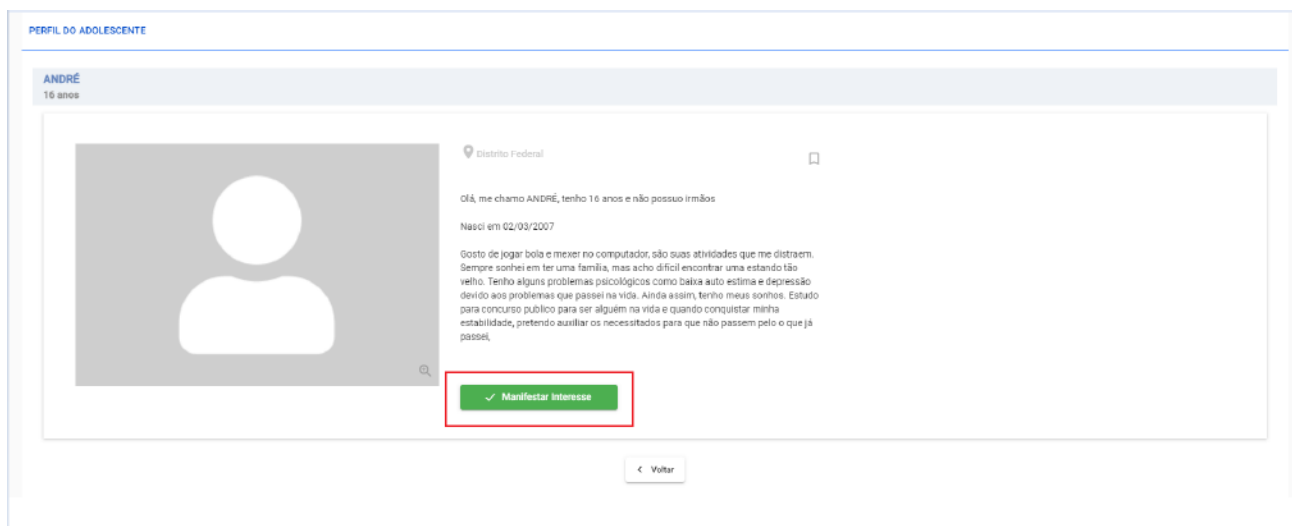 PERFIL DO ADOLESCENTE
ANDRÉ
16 anos
Distrito Federal
Olá, me chamo ANDRÉ, tenho 16 anos e não possuo irmãos
Nasci em 02/03/2007
Gosto de jogar bola e mexer no computador, são suas atividades que me distraem.
Sempre sonhei em ter uma família, mas acho difícil encontrar uma estando tão
velho. Tenho alguns problemas psicológicos como baixa auto estima e depressão
devido aos problemas que passei na vida. Ainda assim, tenho meus sonhos. Estudo
para concurso publico para ser alguém na vida e quando conquistar minha
estabilidade, pretendo auxiliar os necessitados para que não passem pelo o que já
passei,
Manifestar Interesse
Voltar